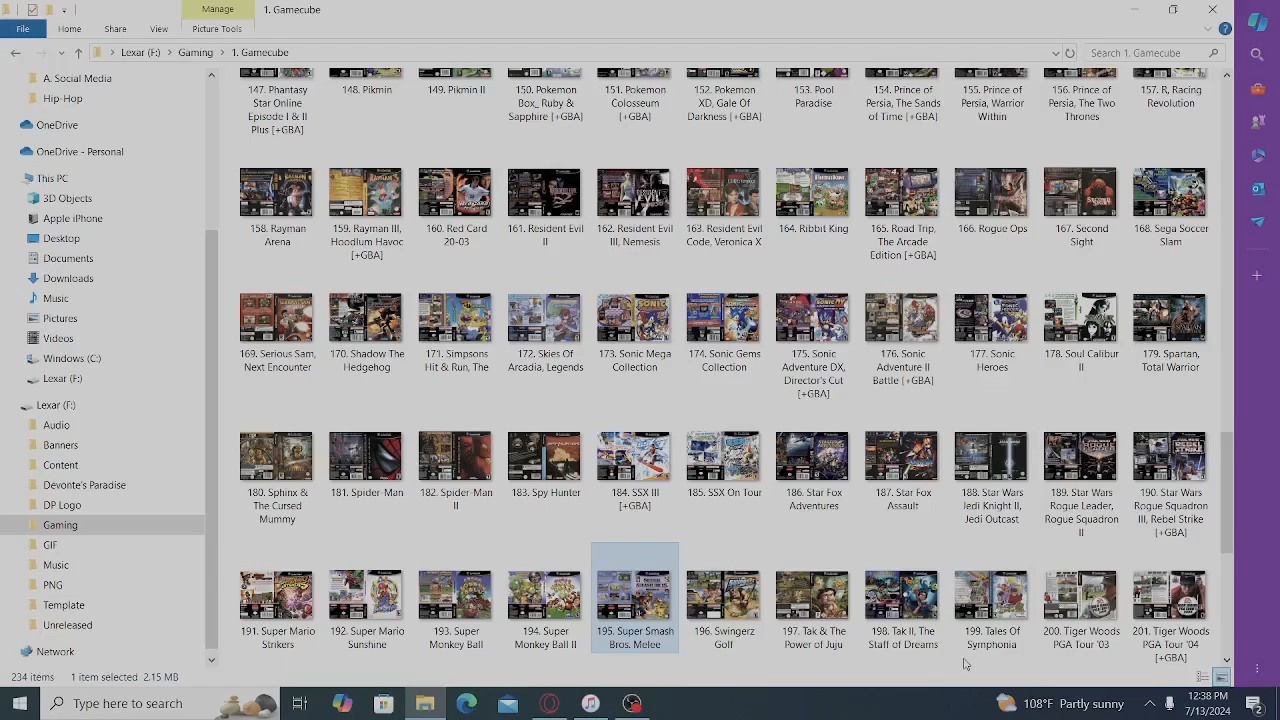 Manage
1. Gamecube
File
Home
Share
View
Picture Tools
Lexar (F:)
Gaming
1. Gamecube
Search 1. Gamecube
A. Social Media
Hip-Hop
OneDrive
OneDrive - Personal
This PC
3D Objects
Apple iPhone
Desktop
Documents
Downloads
Music
Pictures
Videos
Windows (C:)
Lexar (F:)
Lexar (F:)
Audio
Banners
Content
Devonte's Paradise
DP Logo
Gaming
GIF
Music
PNG
Template
Unreleased
Network
147. Phantasy
Star Online
Episode I & II
Plus [+GBA]
148. Pikmin
149. Pikmin II
150. Pokemon
Box_ Ruby &
Sapphire [+GBA]
151. Pokemon
Colosseum
[+GBA]
152. Pokemon
XD, Gale Of
Darkness [+GBA]
153. Pool
Paradise
154. Prince of
Persia, The Sands
of Time [+GBA]
155. Prince of
Persia, Warrior
Within
156. Prince of
Persia, The Two
Thrones
157. R, Racing
Revolution
158. Rayman
Arena
159. Rayman III,
Hoodlum Havoc
[+GBA]
160. Red Card
20-03
161. Resident Evil
II
162. Resident Evil
III, Nemesis
163. Resident Evil
Code, Veronica X
164. Ribbit King
165. Road Trip,
The Arcade
Edition [+GBA]
166. Rogue Ops
167. Second
Sight
168. Sega Soccer
Slam
169. Serious Sam,
Next Encounter
170. Shadow The
Hedgehog
171. Simpsons
Hit & Run, The
172. Skies Of
Arcadia, Legends
173. Sonic Mega
Collection
174. Sonic Gems
Collection
175. Sonic
Adventure DX,
Director's Cut
[+GBA]
176. Sonic
Adventure II
Battle [+GBA]
177. Sonic
Heroes
178. Soul Calibur
II
179. Spartan,
Total Warrior
180. Sphinx &
The Cursed
Mummy
181. Spider-Man
182. Spider-Man
II
183. Spy Hunter
184. SSX III
[+GBA]
185. SSX On Tour
186. Star Fox
Adventures
187. Star Fox
Assault
188. Star Wars
Jedi Knight II,
Jedi Outcast
189. Star Wars
Rogue Leader,
Rogue Squadron
II
190. Star Wars
Rogue Squadron
III, Rebel Strike
[+GBA]
191. Super Mario
Strikers
192. Super Mario
Sunshine
193. Super
Monkey Ball
194. Super
Monkey Ball II
195. Super Smash
Bros. Melee
196. Swingerz
Golf
197. Tak & The
Power of Juju
198. Tak II, The
Staff of Dreams
199. Tales Of
Symphonia
200. Tiger Woods
PGA Tour '03
201. Tiger Woods
PGA Tour '04
[+GBA]
234 items
1 item selected 2.15 MB
Type here to search
108°F Partly sunny
12:38 PM
7/13/2024
2